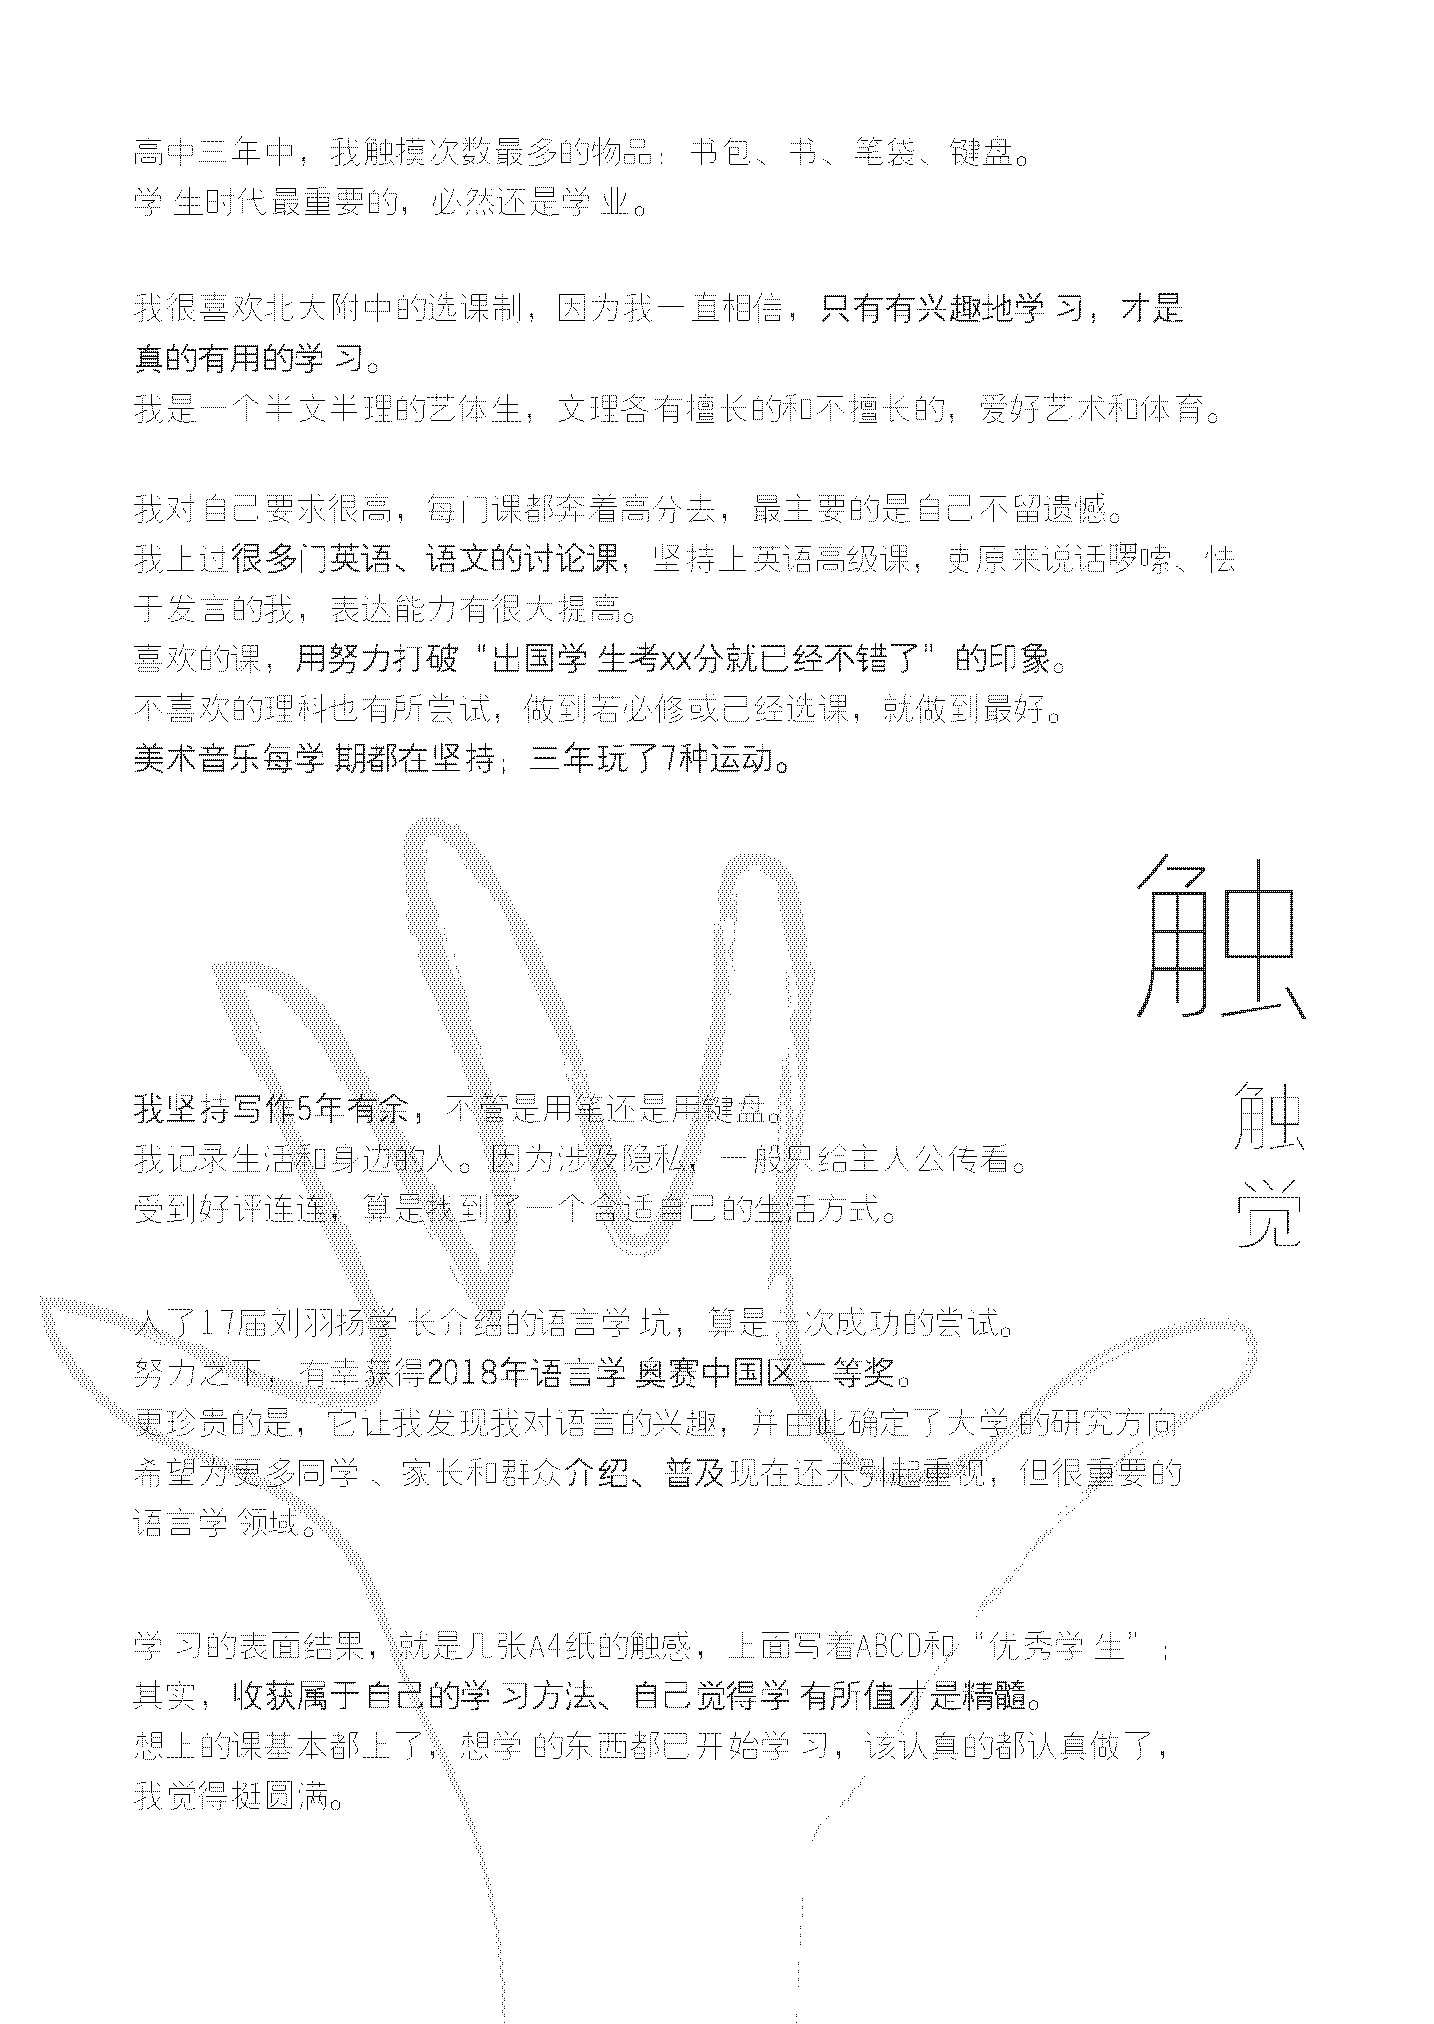 高中三年中，我触摸次数最多的物品：书包、书、笔袋、键盘。
学生时代最重要的，必然还是学业。
我很喜欢北大附中的选课制，因为我一直相信，只有有兴趣地学习，才是
真的有用的学习。
我是一个半文半理的艺体生，文理各有擅长的和不擅长的，爱好艺术和体育。
我对自己要求很高，每门课都奔着高分去，最主要的是自己不留遗憾。
我上过很多门英语、语文的讨论课，坚持上英语高级课，使原来说话啰嗦、怯
于发言的我，表达能力有很大提高。
喜欢的课，用努力打破“出国学生考xx分就已经不错了”的印象。
不喜欢的理科也有所尝试，做到若必修或已经选课，就做到最好。
美术音乐每学期都在坚持；三年玩了7种运动。
触
触
觉
我坚持写作5年有余，不管是用笔还是用键盘。
我记录生活和身边的人。因为涉及隐私，一般只给主人公传看。
受到好评连连，算是找到了一个合适自己的生活方式。
入了17届刘羽扬学长介绍的语言学坑，算是一次成功的尝试。
努力之下，有幸获得2018年语言学奥赛中国区二等奖。
更珍贵的是，它让我发现我对语言的兴趣，并由此确定了大学的研究方向
希望为更多同学、家长和群众介绍、普及现在还未引起重视，但很重要的
语言学领域。
学习的表面结果，就是几张A4纸的触感，上面写着ABCD和“优秀学生”；
其实，收获属于自己的学习方法、自己觉得学有所值才是精髓。
想上的课基本都上了，想学的东西都已开始学习，该认真的都认真做了，
我觉得挺圆满。